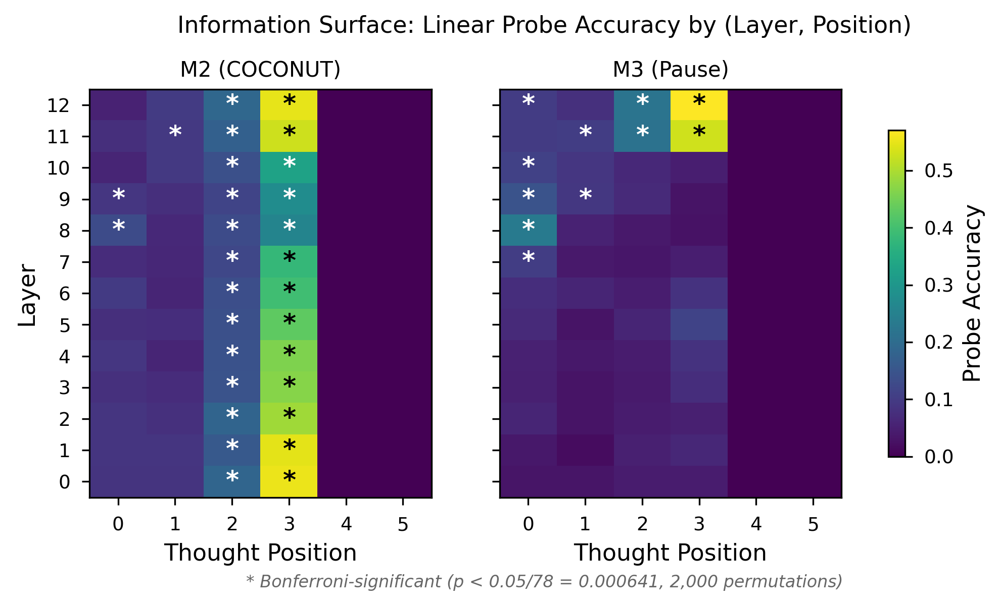 Information Surface: Linear Probe Accuracy by (Layer, Position)
M2 (COCONUT)
M3 (Pause)
Layer
12
11
10
9
8
7
6
5
4
3
2
1
0
* * * *
* * * * * *
* * *
* * * * *
* * * *
* * *
* *
* *
* *
* *
* *
* *
* *
0 1 2 3 4 5
0 1 2 3 4 5
Thought Position
Thought Position
0.5
0.4
0.3
0.2
0.1
0.0
Probe Accuracy
* Bonferroni-significant (p < 0.05/78 = 0.000641, 2,000 permutations)